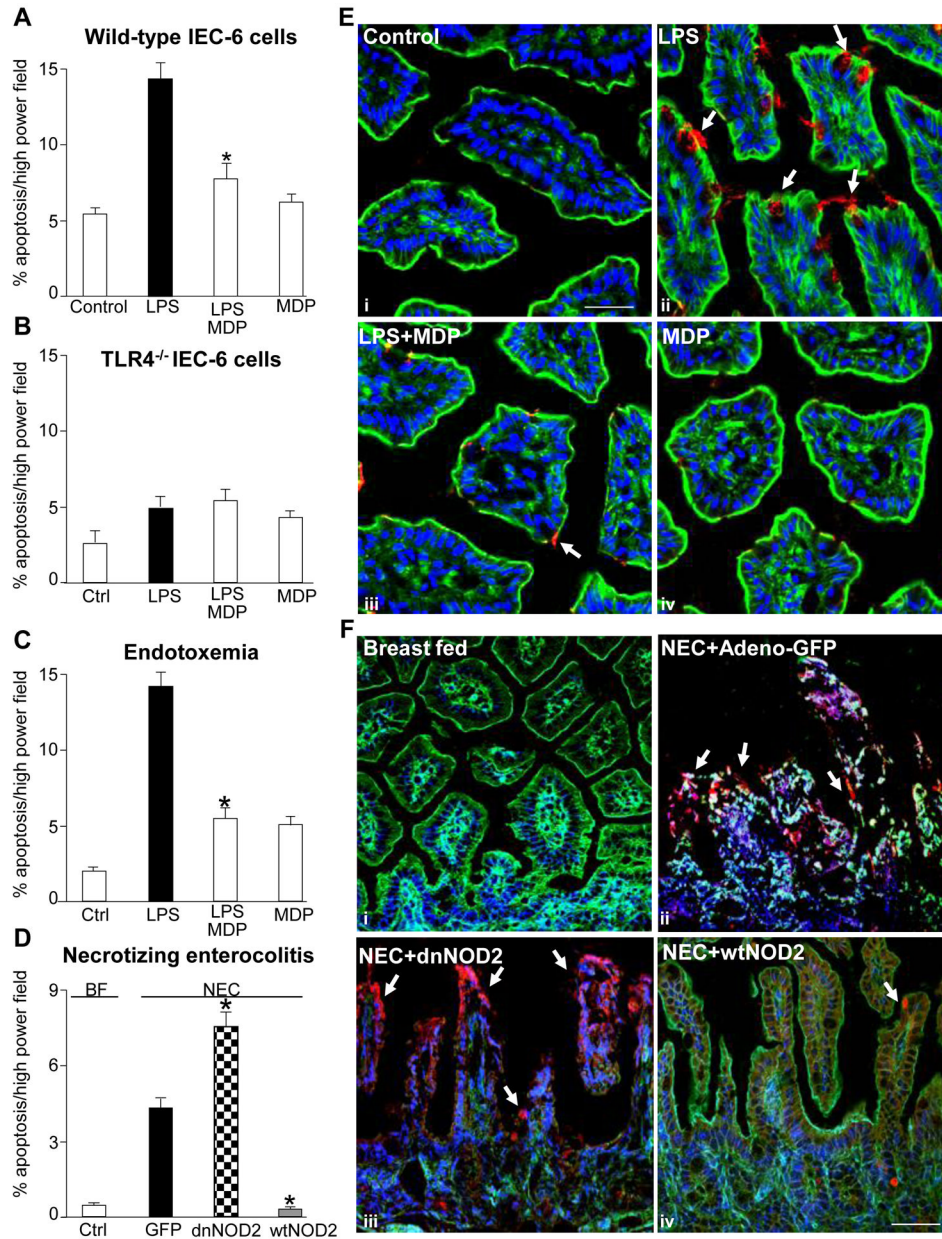 A
Wild-type IEC-6 cells
% apoptosis/high power field
15
10
5
0
*
Control LPS LPS MDP
MDP
B
TLR4-/- IEC-6 cells
% apoptosis/high power field
15
10
5
0
Ctrl LPS LPS MDP
MDP
C
Endotoxemia
% apoptosis/high power field
15
10
5
0
*
Ctrl LPS LPS MDP
MDP
D
Necrotizing enterocolitis
% apoptosis/high power field
9
6
3
0
BF NEC
*
*
Ctrl GFP dnNOD2 wtNOD2
E
Control
i
LPS
ii
LPS+MDP
iii
MDP
iv
F
Breast fed
i
NEC+Adeno-GFP
ii
NEC+dnNOD2
iii
NEC+wtNOD2
iv